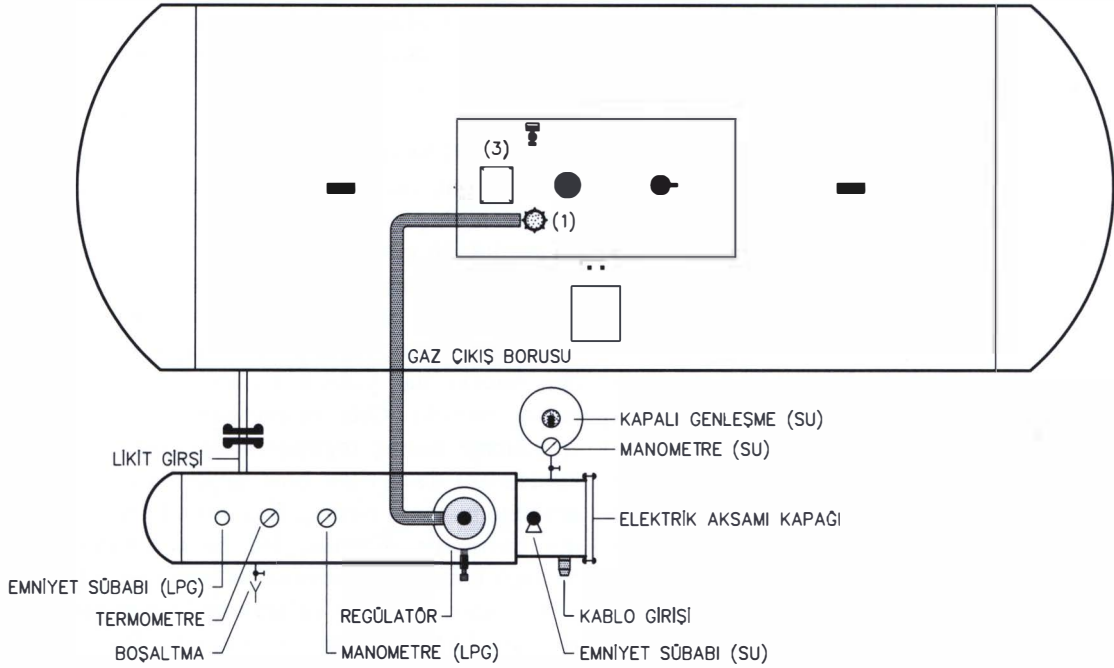 (3)
(1)
GAZ ÇIKIŞ BORUSU
KAPALI GENLEŞME (SU)
MANOMETRE (SU)
LİKİT GİRŞİ
ELEKTRİK AKSAMI KAPAĞI
EMNİYET SÜBABI (LPG)
TERMOMETRE
REGÜLATÖR
KABLO GİRİŞİ
BOŞALTMA
MANOMETRE (LPG)
EMNİYET SÜBABI (SU)